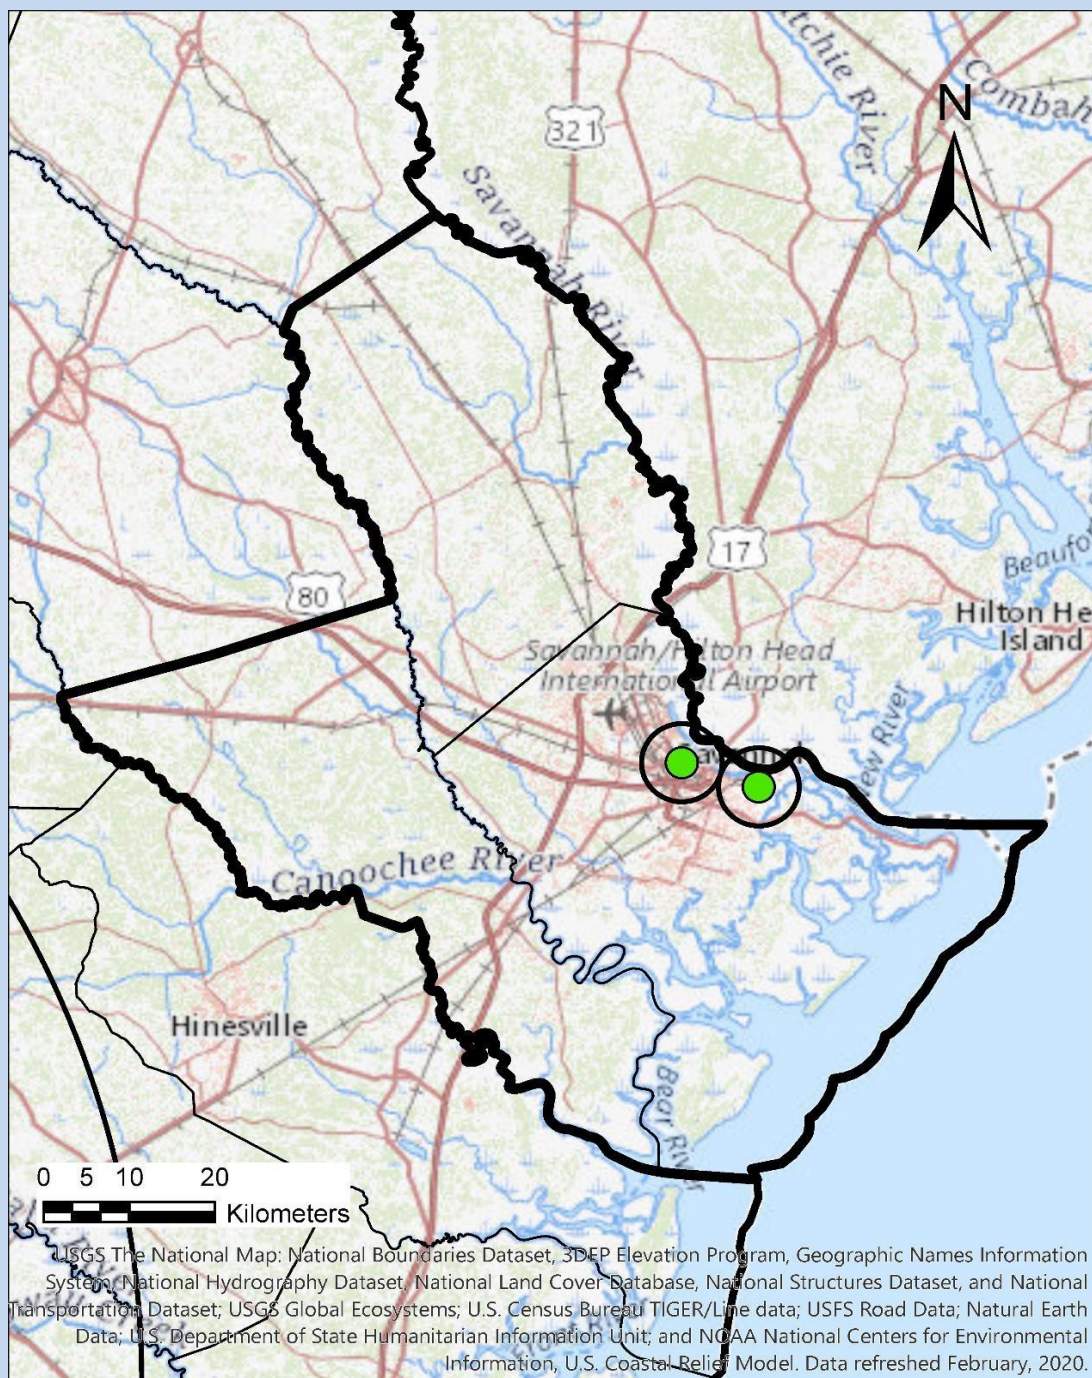 tchie River
Combah
N
321
Savannah River
17
Beaufor
80
Hilton He
Island
Savannah/Hilton Head
International Airport
Savannah
New River
Canoochee River
Hinesville
Bear River
0 5 10 20
Kilometers
USGS The National Map: National Boundaries Dataset, 3DEP Elevation Program, Geographic Names Information
System, National Hydrography Dataset, National Land Cover Database, National Structures Dataset, and National
Transportation Dataset; USGS Global Ecosystems; U.S. Census Bureau TIGER/Line data; USFS Road Data; Natural Earth
Data; U.S. Department of State Humanitarian Information Unit; and NOAA National Centers for Environmental
Information, U.S. Coastal Relief Model. Data refreshed February, 2020.